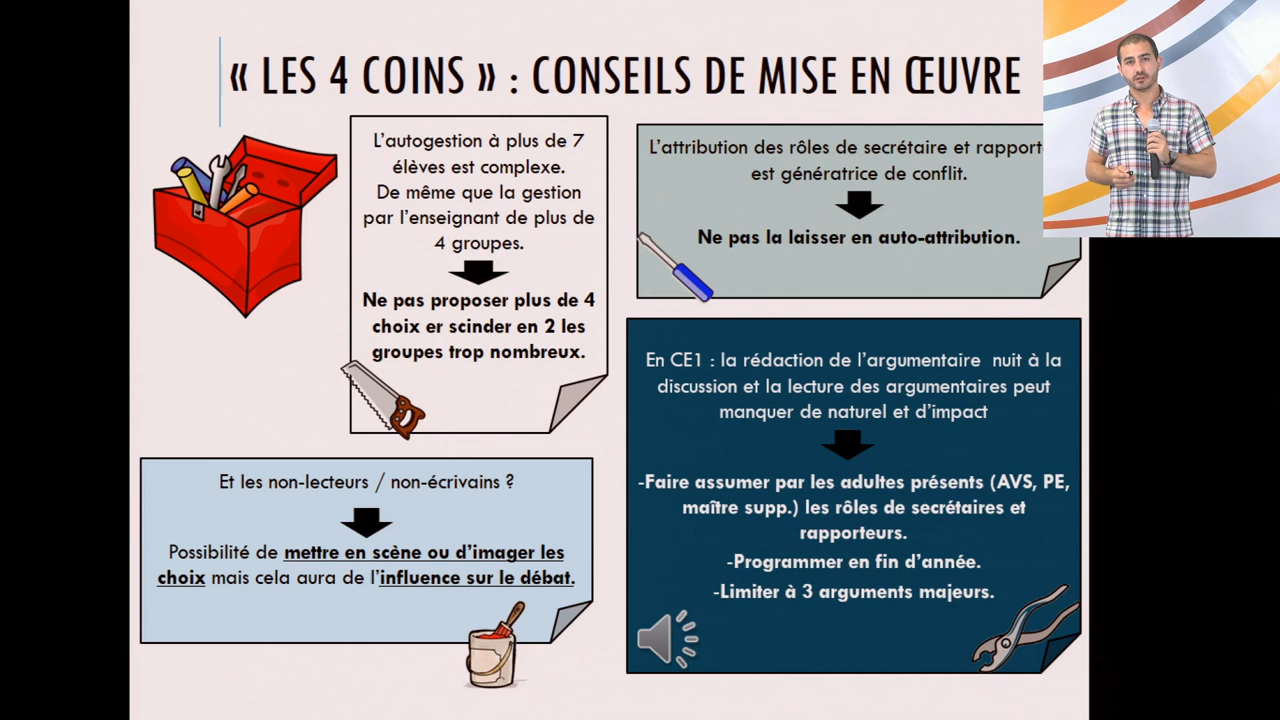 « LES 4 COINS » : CONSEILS DE MISE EN ŒUVRE
L'autogestion à plus de 7
élèves est complexe.
De même que la gestion
par l'enseignant de plus de
4 groupes.
Ne pas proposer plus de 4
choix er scinder en 2 les
groupes trop nombreux.
L'attribution des rôles de secrétaire et rapport
est génératrice de conflit.
Ne pas la laisser en auto-attribution.
Et les non-lecteurs / non-écrivains ?
Possibilité de mettre en scène ou d'imager les
choix mais cela aura de l'influence sur le débat.
En CE1 : la rédaction de l'argumentaire nuit à la
discussion et la lecture des argumentaires peut
manquer de naturel et d'impact
-Faire assumer par les adultes présents (AVS, PE,
maître supp.) les rôles de secrétaires et
rapporteurs.
-Programmer en fin d'année.
-Limiter à 3 arguments majeurs.